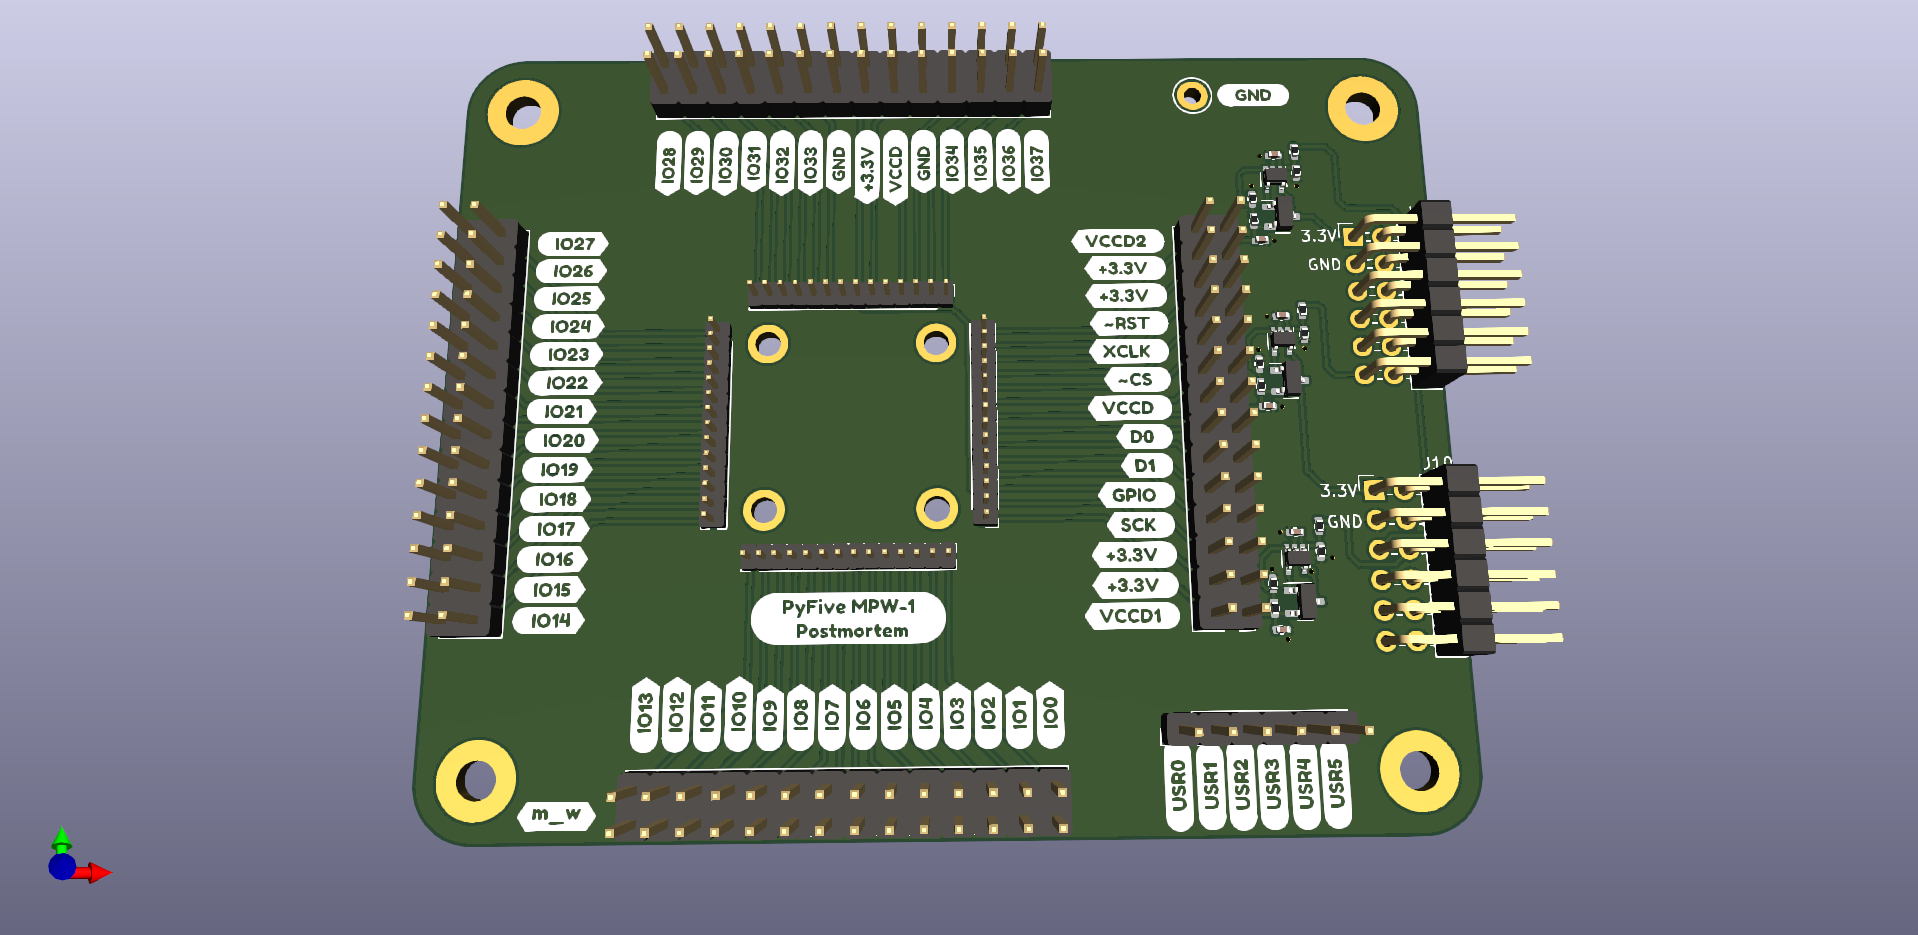 GND
IO28
IO29
IO30
IO31
IO32
IO33
GND
+3.3V
VCCD
GND
IO34
IO35
IO36
IO37
IO27
IO26
IO25
IO24
IO23
IO22
IO21
IO20
IO19
IO18
IO17
IO16
IO15
IO14
VCCD2
+3.3V
+3.3V
~RST
XCLK
~CS
VCCD
D0
D1
GPIO
SCK
+3.3V
+3.3V
VCCD1
3.3V
GND
J10
3.3V
GND
PyFive MPW-1
Postmortem
IO13
IO12
IO11
IO10
IO9
IO8
IO7
IO6
IO5
IO4
IO3
IO2
IO1
IO0
USR0
USR1
USR2
USR3
USR4
USR5
m_w